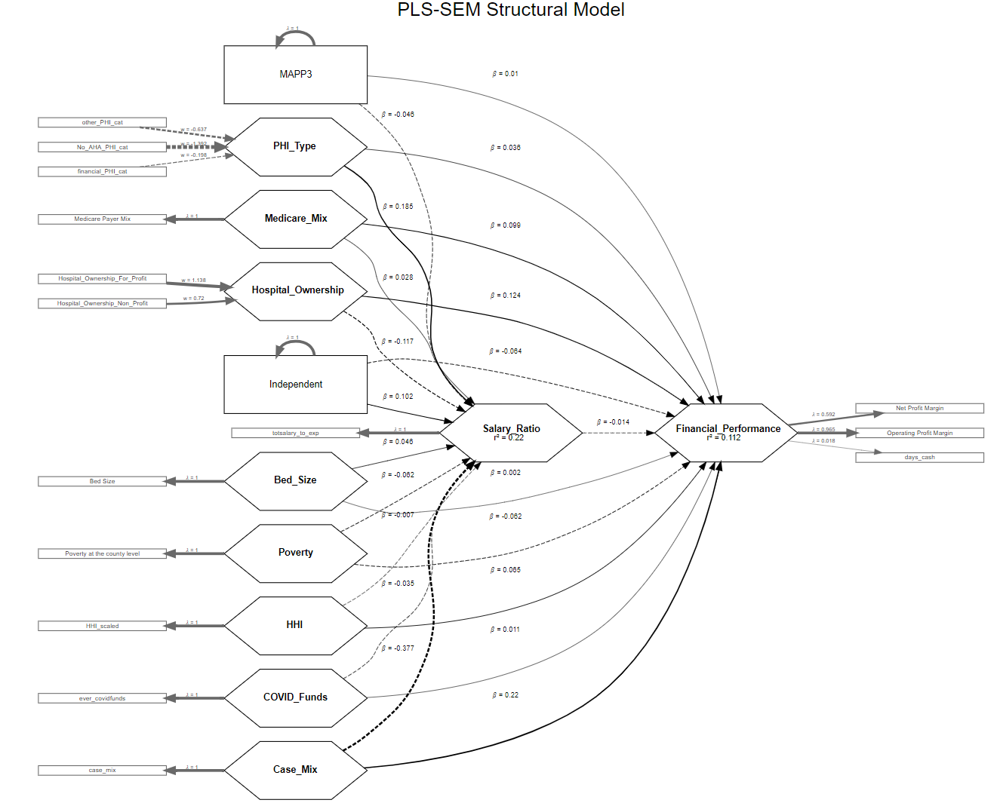 PLS-SEM Structural Model
λ = 1
MAPP3
β = 0.01
β = -0.046
other_PHI_cat
w = -0.637
No_AHA_PHI_cat
w = -1.392
financial_PHI_cat
w = -0.198
PHI_Type
β = 0.036
β = 0.185
Medicare Payer Mix
λ = 1
Medicare_Mix
β = 0.099
β = 0.028
Hospital_Ownership_For_Profit
w = 1.138
Hospital_Ownership_Non_Profit
w = 0.72
Hospital_Ownership
β = 0.124
β = -0.117
λ = 1
Independent
β = -0.064
β = 0.102
totsalary_to_exp
λ = 1
Salary_Ratio
r² = 0.22
β = -0.014
Financial_Performance
r² = 0.112
λ = 0.592
Net Profit Margin
λ = 0.965
Operating Profit Margin
λ = 0.018
days_cash
β = 0.046
Bed Size
λ = 1
Bed_Size
β = -0.062
β = 0.002
β = -0.007
β = -0.062
Poverty at the county level
λ = 1
Poverty
β = 0.065
β = -0.035
HHI_scaled
λ = 1
HHI
β = 0.011
β = -0.377
ever_covidfunds
λ = 1
COVID_Funds
β = 0.22
case_mix
λ = 1
Case_Mix